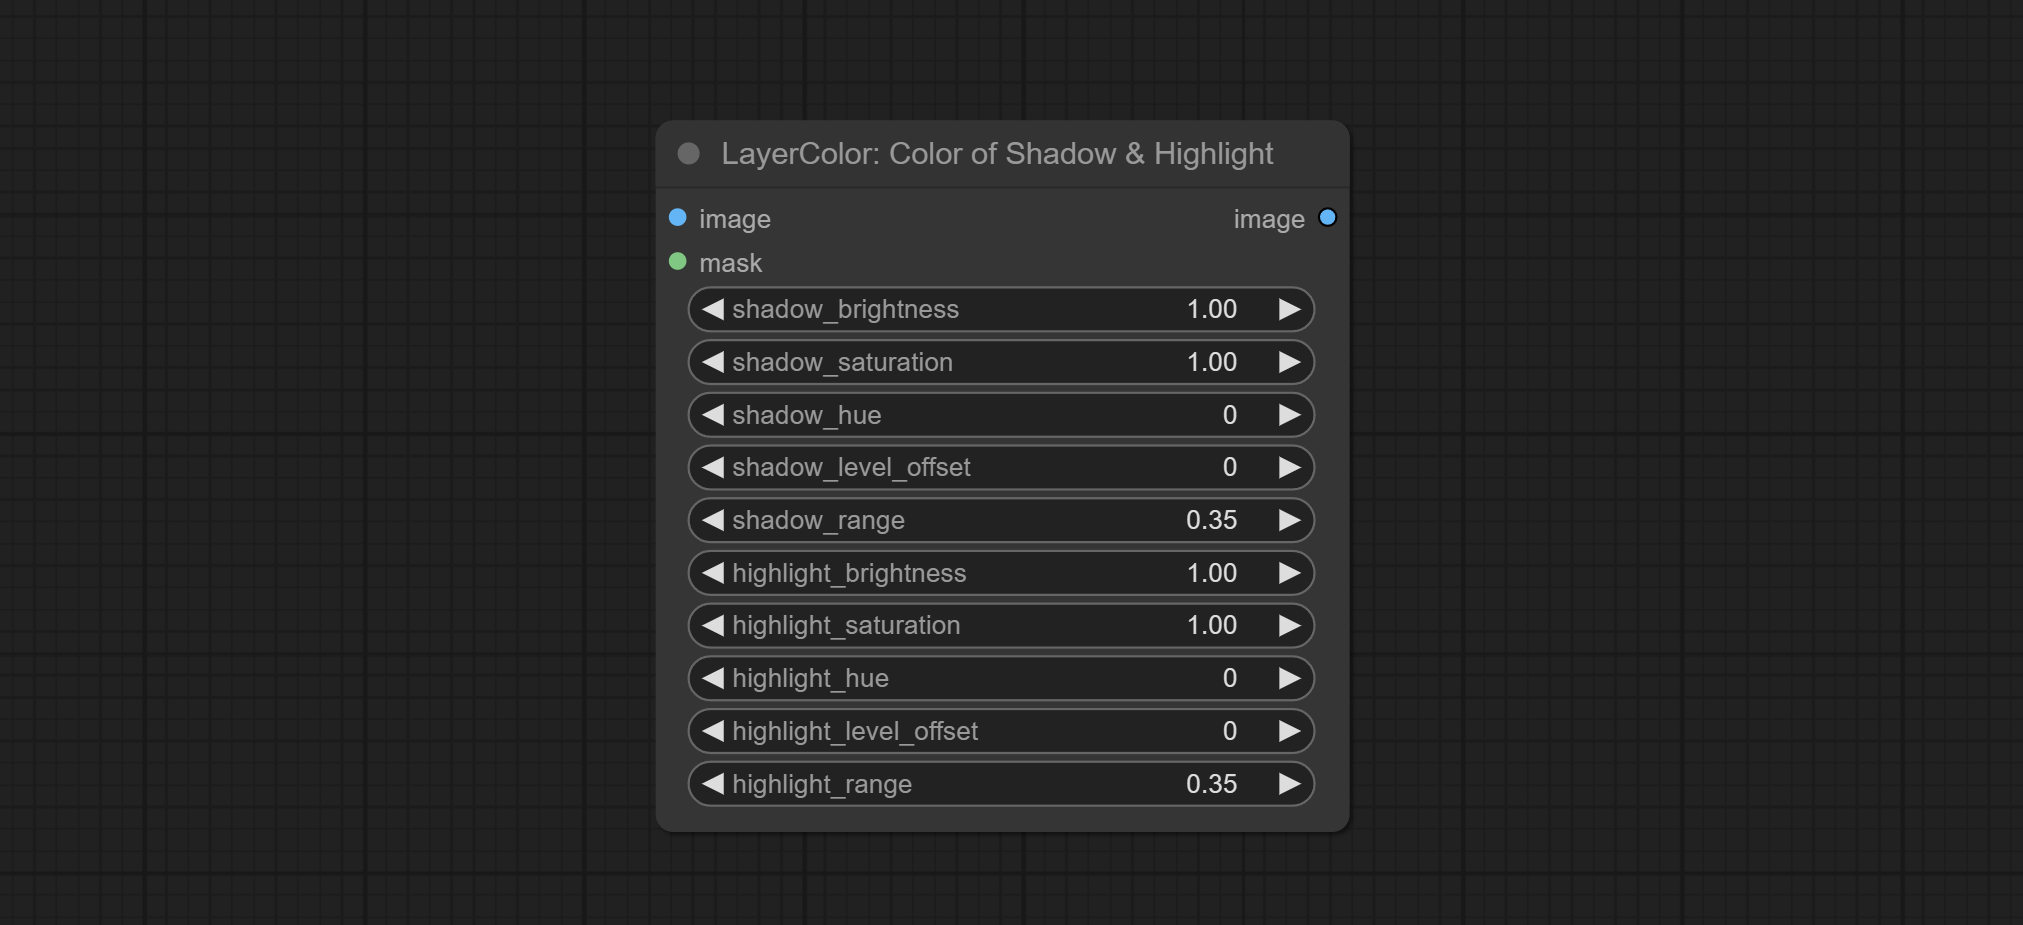 LayerColor: Color of Shadow & Highlight
image image
mask
shadow_brightness 1.00
shadow_saturation 1.00
shadow_hue 0
shadow_level_offset 0
shadow_range 0.35
highlight_brightness 1.00
highlight_saturation 1.00
highlight_hue 0
highlight_level_offset 0
highlight_range 0.35